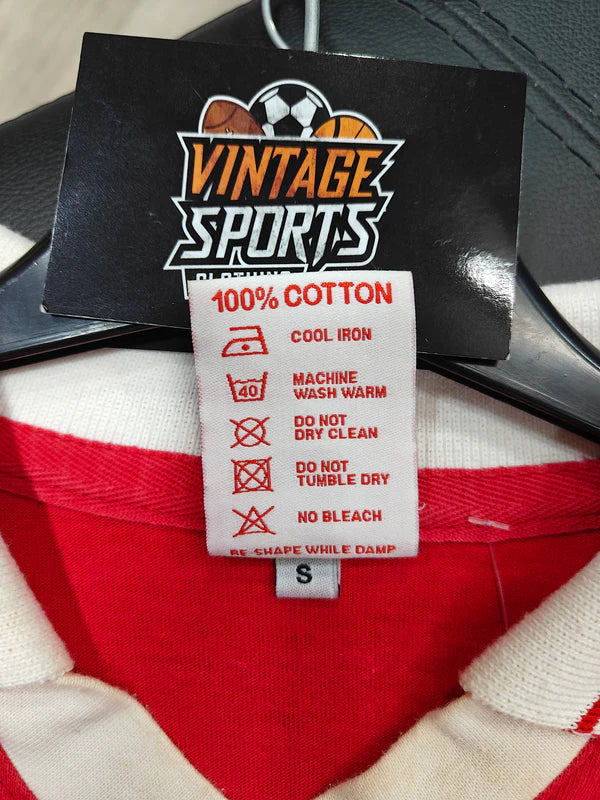 VINTAGE
SPORTS
CLOTHING
100% COTTON
COOL IRON
40
MACHINE
WASH WARM
DO NOT
DRY CLEAN
DO NOT
TUMBLE DRY
NO BLEACH
RE-SHAPE WHILE DAMP
S